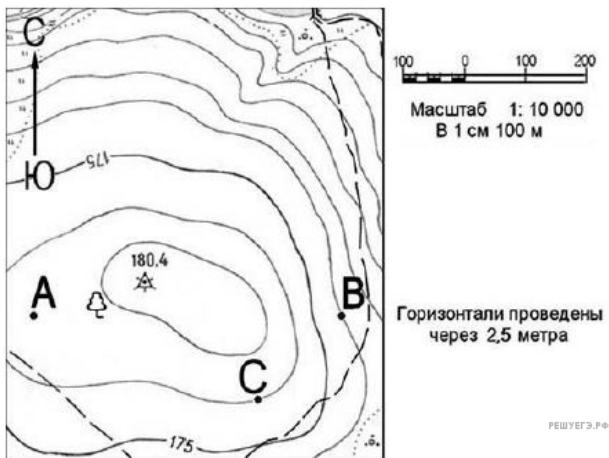 С
Ю
175
180,4
А
В
С
175
100 0 100 200
Масштаб 1: 10 000
В 1 см 100 м
Горизонтали проведены
через 2,5 метра
РЕШУЕГЭ.РФ